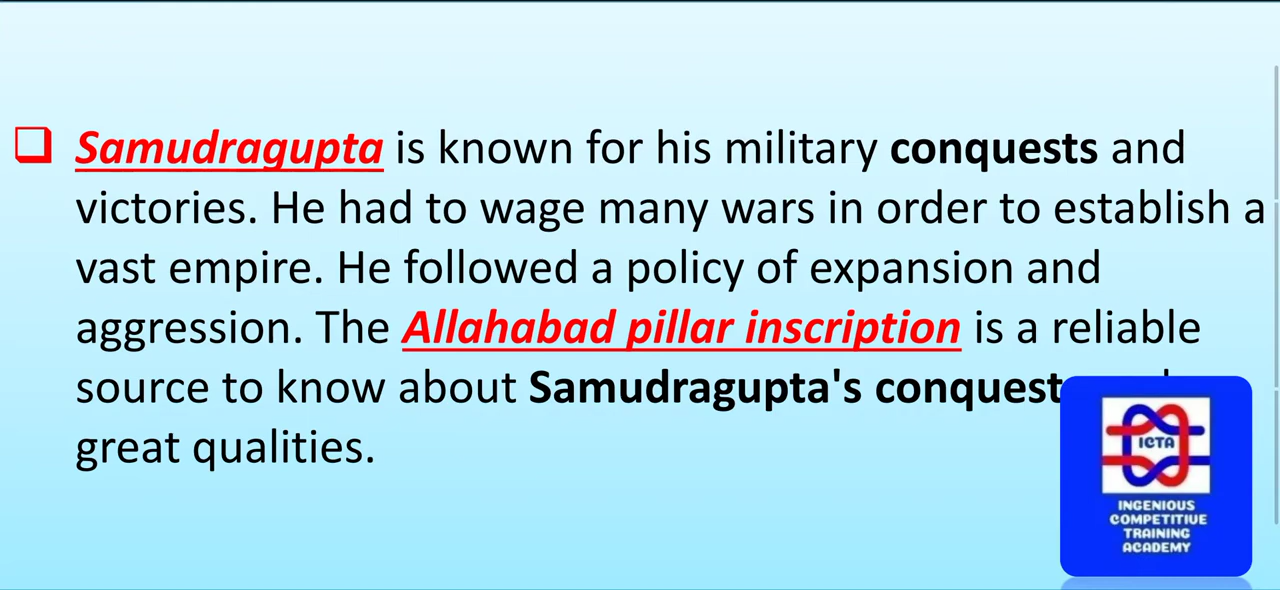 Samudragupta is known for his military conquests and
victories. He had to wage many wars in order to establish a
vast empire. He followed a policy of expansion and
aggression. The Allahabad pillar inscription is a reliable
source to know about Samudragupta's conquest
great qualities.
ICTA
INGENIOUS
COMPETITIVE
TRAINING
ACADEMY